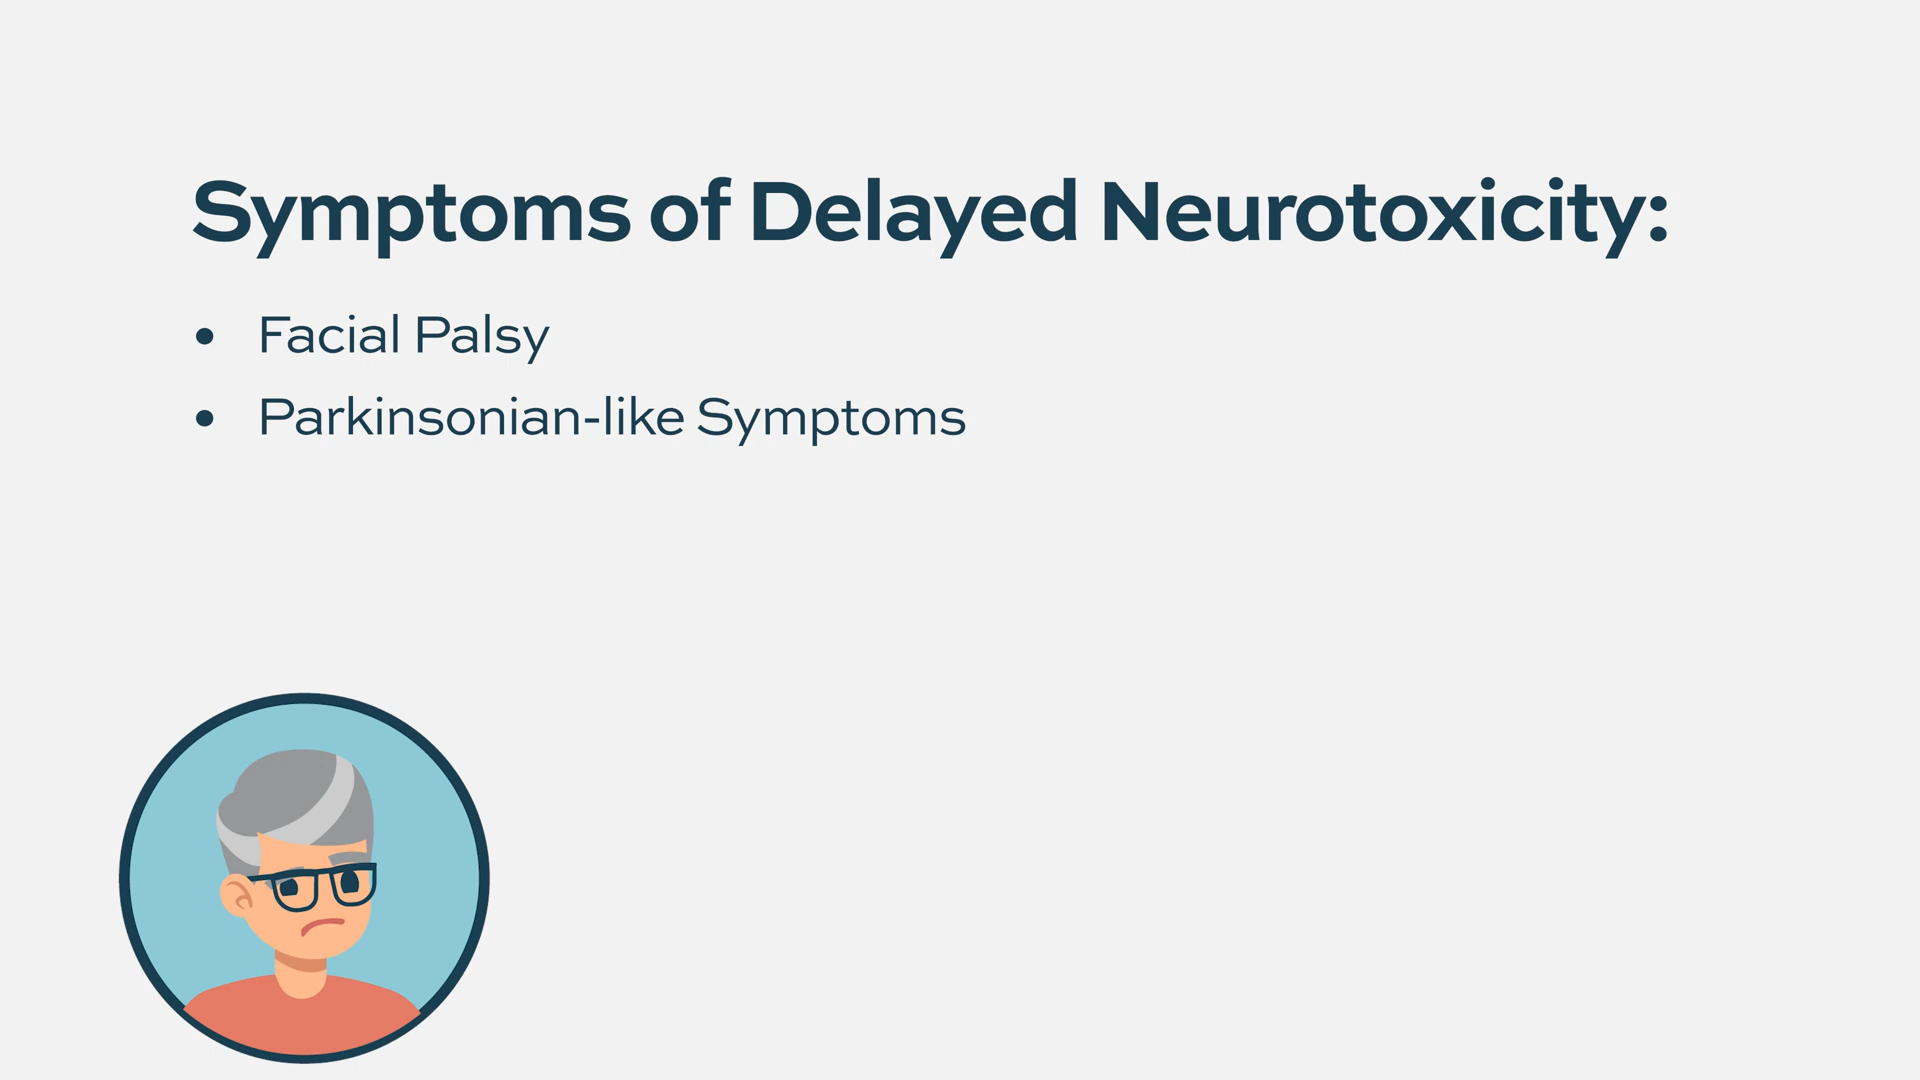 Symptoms of Delayed Neurotoxicity:
• Facial Palsy
• Parkinsonian-like Symptoms